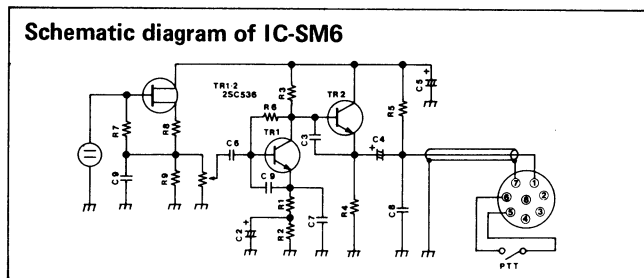 Schematic diagram of IC-SM6
TR1·2
2SC536
R3
R6
TR2
C5
R5
TR1
C3
R7
R8
C6
C4
C9
C9
R9
R1
C7
R4
C8
C2
R2
7
1
6
8
2
5
4
3
PTT